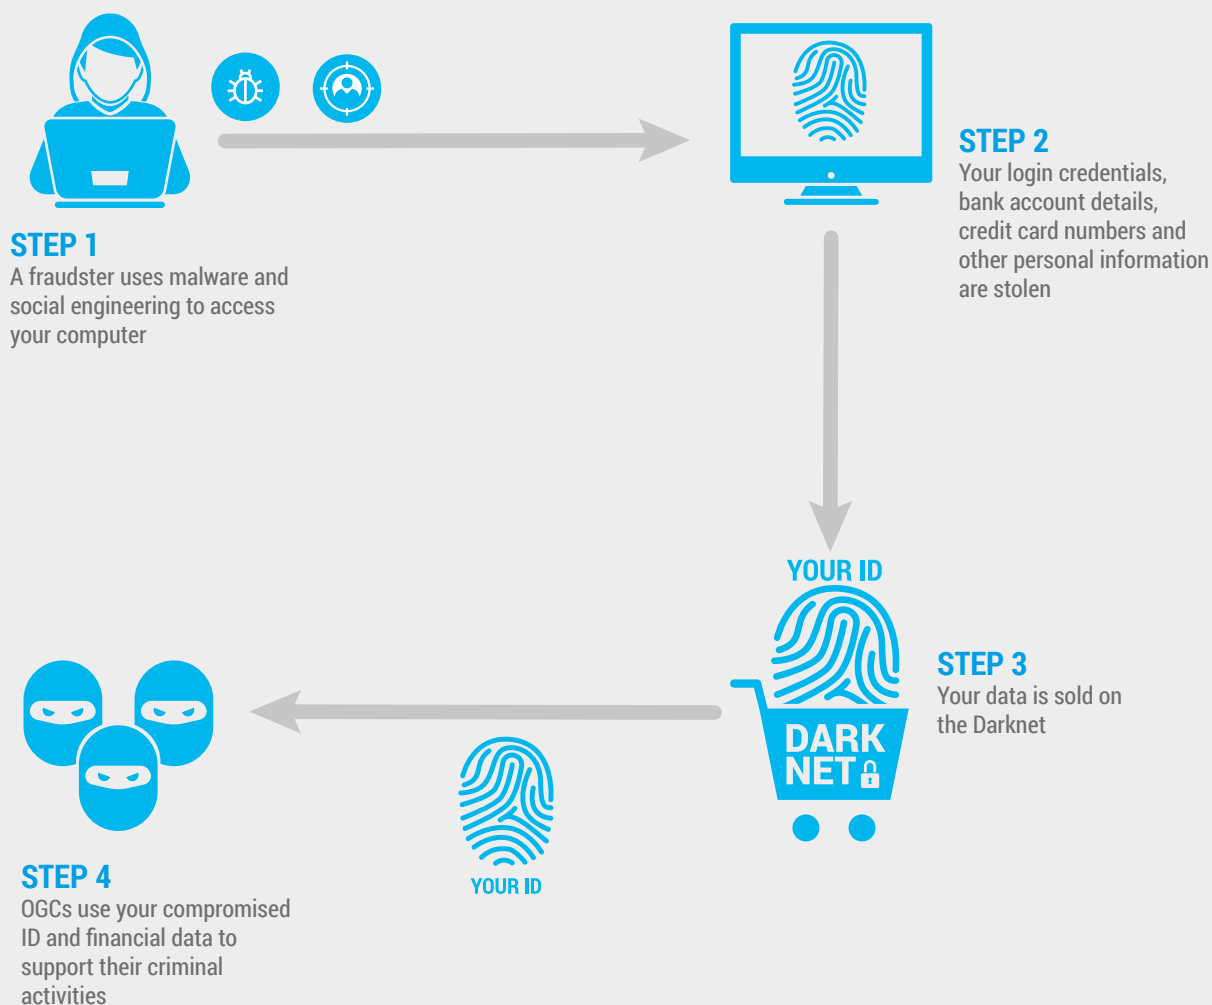 STEP 1
A fraudster uses malware and
social engineering to access
your computer
STEP 2
Your login credentials,
bank account details,
credit card numbers and
other personal information
are stolen
YOUR ID
DARK
NET
STEP 3
Your data is sold on
the Darknet
YOUR ID
STEP 4
OGCs use your compromised
ID and financial data to
support their criminal
activities